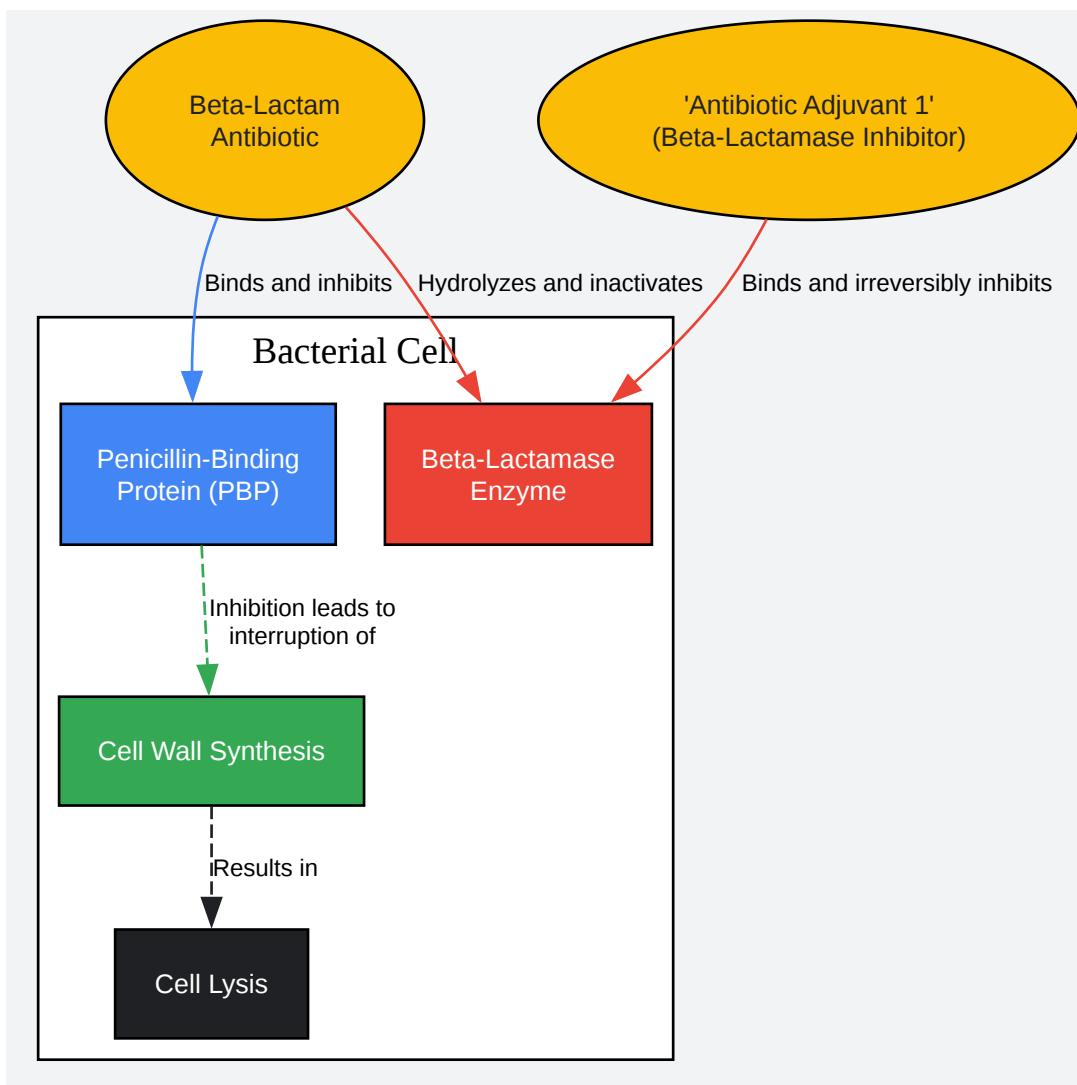 Beta-Lactam
Antibiotic
'Antibiotic Adjuvant 1'
(Beta-Lactamase Inhibitor)
Binds and inhibits
Hydrolyzes and inactivates
Binds and irreversibly inhibits
Bacterial Cell
Penicillin-Binding
Protein (PBP)
Beta-Lactamase
Enzyme
Inhibition leads to
interruption of
Cell Wall Synthesis
Results in
Cell Lysis